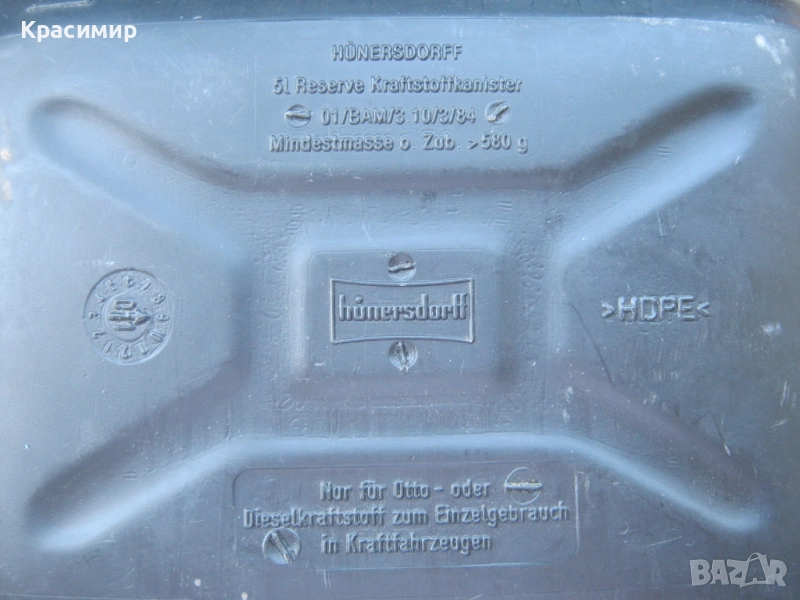 Красимир
HÜNERSDORFF
5l Reserve Kraftstoffkanister
01/BAM/3 10/3/84
Mindestmasse o. Zub. >580 g
hünersdorff
>HDPE<
Nur für Otto- oder
Dieselkraftstoff zum Einzelgebrauch
in Kraftfahrzeugen
BAZAR